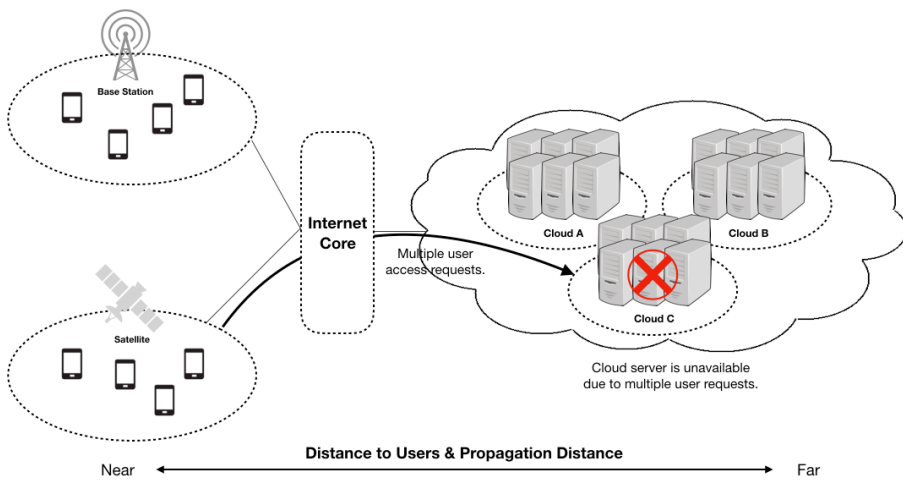 Base Station
Internet
Core
Cloud A
Cloud B
Multiple user
access requests.
Cloud C
Satellite
Cloud server is unavailable
due to multiple user requests.
Distance to Users & Propagation Distance
Near
Far